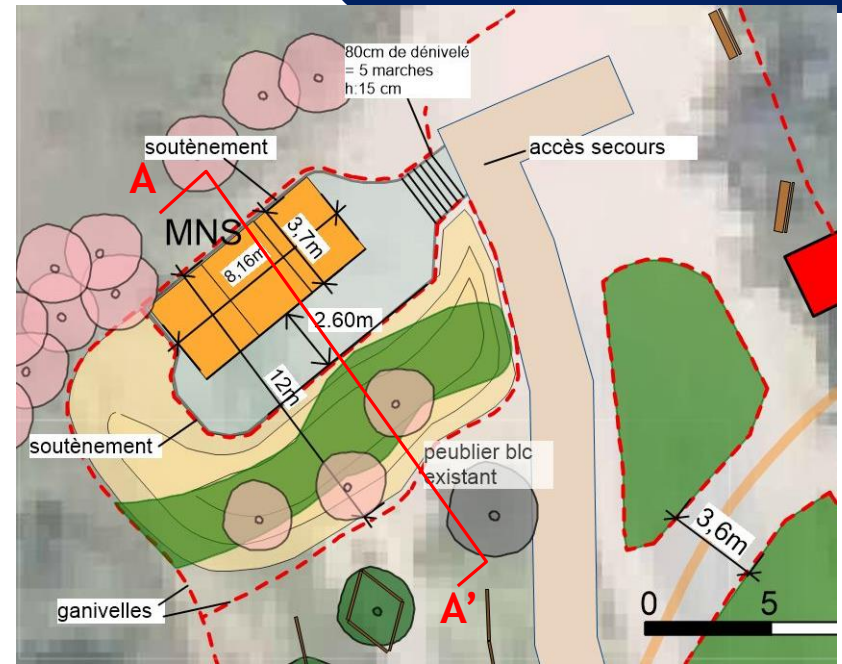 80cm de dénivelé
= 5 marches
h:15 cm
soutènement
accès secours
A
MNS
3,7m
8,16m
2.60m
12m
soutènement
peublier blc
existant
3,6m
ganivelles
A’
0 5